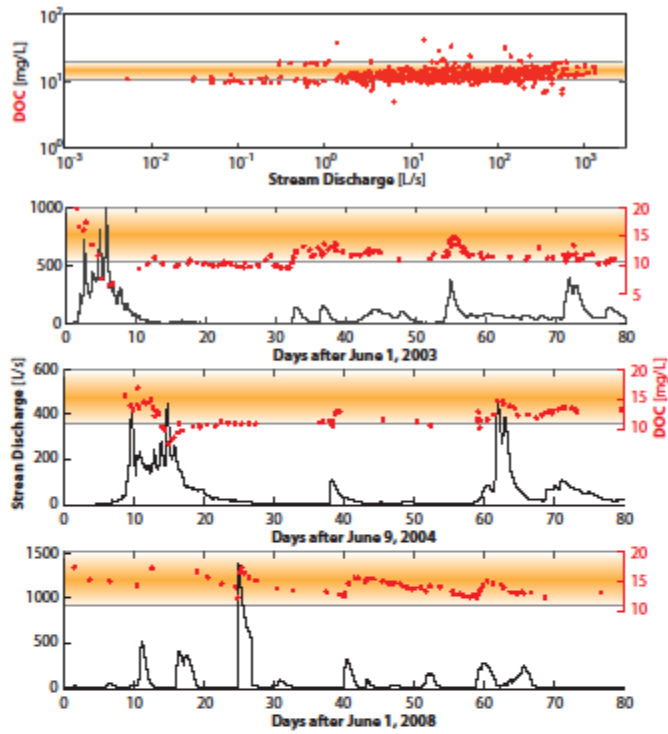 10²
DOC [mg/L]
10¹
10⁰
10⁻³ 10⁻² 10⁻¹ 10⁰ 10¹ 10² 10³
Stream Discharge [L/s]
1000 20
15
500 10
5
0
0 10 20 30 40 50 60 70 80
Days after June 1, 2003
Strean Discharge [L/s]
DOC [mg/L]
600 20
400 15
10
200
0
0 10 20 30 40 50 60 70 80
Days after June 9, 2004
1500 20
1000 15
10
500
0
0 10 20 30 40 50 60 70 80
Days after June 1, 2008